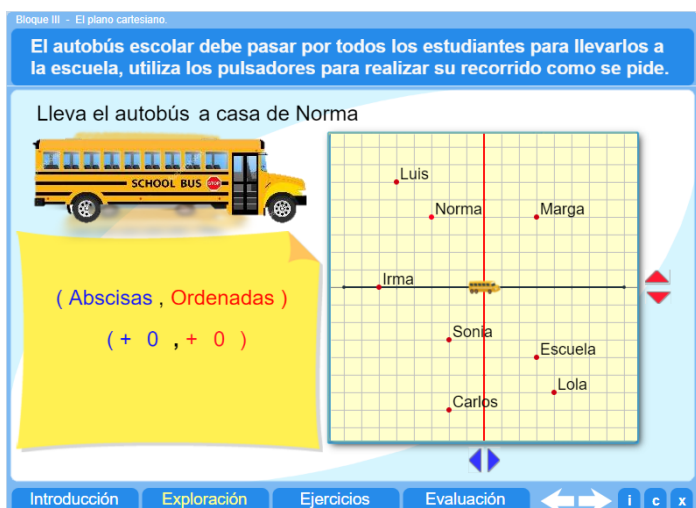 Bloque III - El plano cartesiano.
El autobús escolar debe pasar por todos los estudiantes para llevarlos a
la escuela, utiliza los pulsadores para realizar su recorrido como se pide.
Lleva el autobús a casa de Norma
SCHOOL BUS STOP
Luis
Norma
Marga
Irma
( Abscisas , Ordenadas )
( + 0 , + 0 )
Sonia
Escuela
Lola
Carlos
Introducción Exploración Ejercicios Evaluación i c x